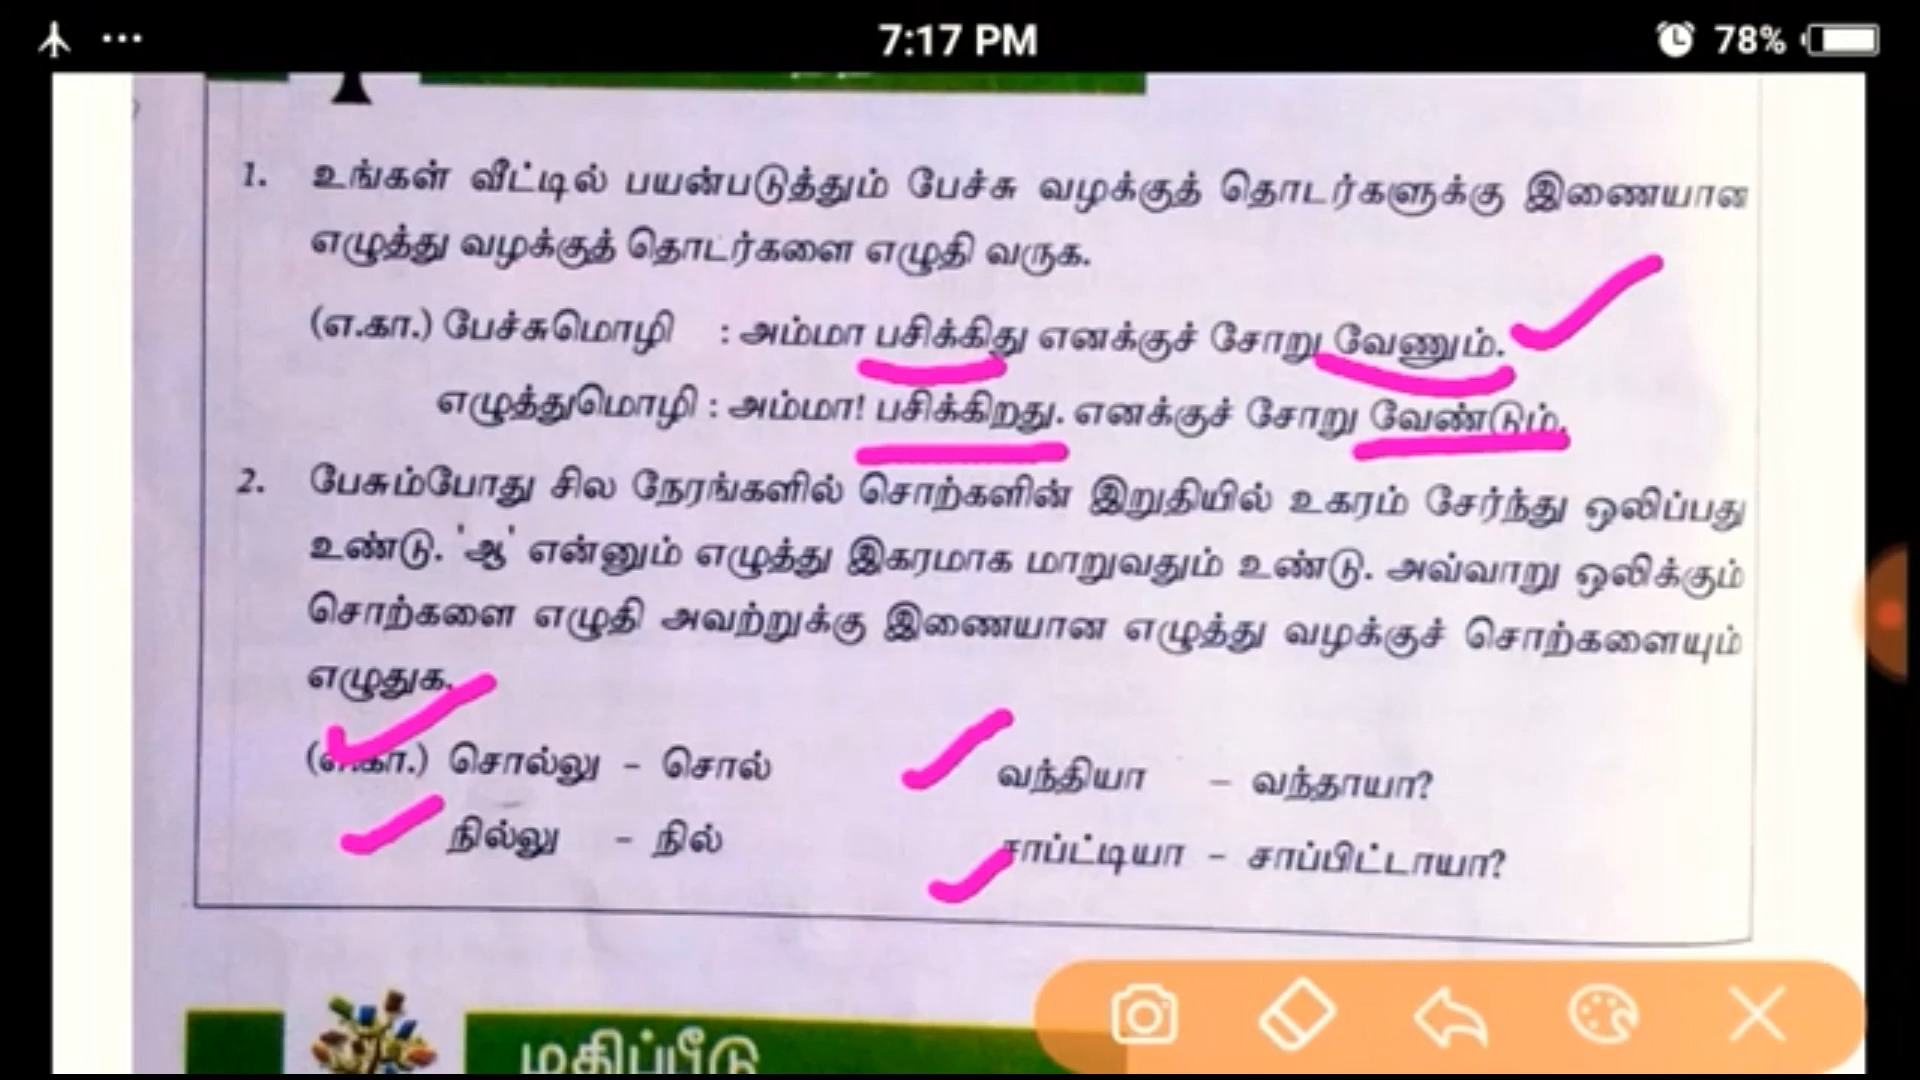 7:17 PM
78%
1. உங்கள் வீட்டில் பயன்படுத்தும் பேச்சு வழக்குத் தொடர்களுக்கு இணையான
எழுத்து வழக்குத் தொடர்களை எழுதி வருக.
(எ.கா.) பேச்சுமொழி : அம்மா பசிக்கிது எனக்குச் சோறு வேணும்.
எழுத்துமொழி : அம்மா! பசிக்கிறது. எனக்குச் சோறு வேண்டும்.
2. பேசும்போது சில நேரங்களில் சொற்களின் இறுதியில் உகரம் சேர்ந்து ஒலிப்பது
உண்டு. 'ஆ' என்னும் எழுத்து இகரமாக மாறுவதும் உண்டு. அவ்வாறு ஒலிக்கும்
சொற்களை எழுதி அவற்றுக்கு இணையான எழுத்து வழக்குச் சொற்களையும்
எழுதுக.
(எ.கா.) சொல்லு – சொல் வந்தியா – வந்தாயா?
நில்லு – நில் சாப்ட்டியா – சாப்பிட்டாயா?
மதிப்பீடு